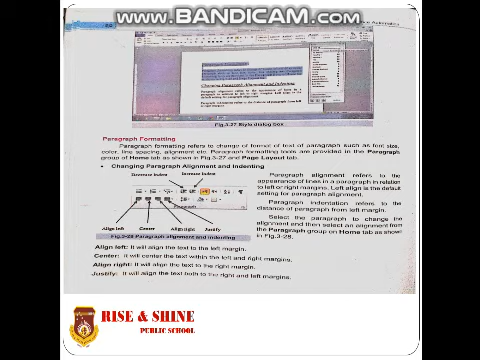 www.BANDICAM.com
Changing Paragraph Alignment and Indenting
Fig.3-27 Style dialog box
Paragraph Formatting
Paragraph formatting refers to change of format of text of paragraph such as font size,
color, line spacing, alignment etc. Paragraph formatting tools are provided in the Paragraph
group of Home tab as shown in Fig.3-27 and Page Layout tab.
• Changing Paragraph Alignment and Indenting
Decrease indent
Increase indent
Paragraph
Align left
Center
Align right
Justify
Fig.3-28 Paragraph alignment and indenting
Paragraph alignment refers to the
appearance of lines in a paragraph in relation
to left or right margins. Left align is the default
setting for paragraph alignment.
Paragraph indentation refers to the
distance of paragraph from left margin.
Select the paragraph to change the
alignment and then select an alignment from
the Paragraph group on Home tab as shown
in Fig.3-28.
Align left: It will align the text to the left margin.
Center: It will center the text within the left and right margins.
Align right: It will align the text to the right margin.
Justify: It will align the text both to the right and left margins.
RISE & SHINE
PUBLIC SCHOOL